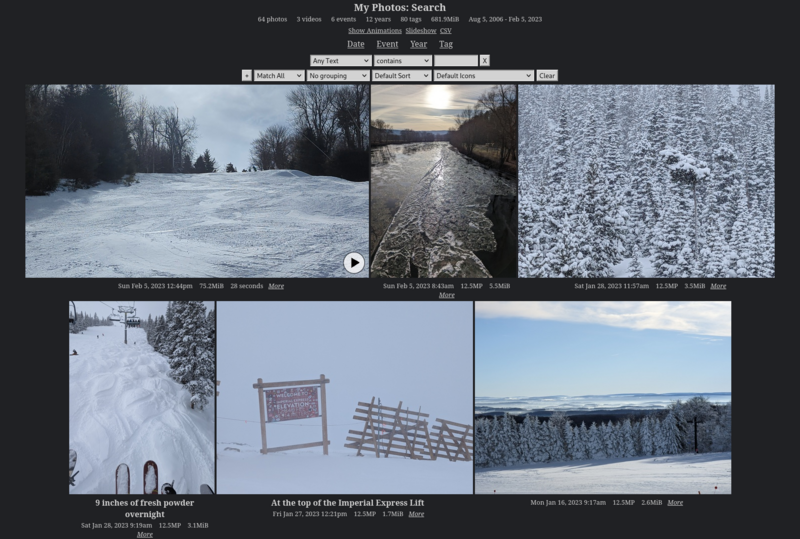 My Photos: Search
64 photos 3 videos 6 events 12 years 80 tags 681.9MiB Aug 5, 2006 - Feb 5, 2023
Show Animations Slideshow CSV
Date Event Year Tag
Any Text contains X
+ Match All No grouping Default Sort Default Icons Clear
Sun Feb 5, 2023 12:44pm 75.2MiB 28 seconds More
Sun Feb 5, 2023 8:43am 12.5MP 5.5MiB
More
Sat Jan 28, 2023 11:57am 12.5MP 3.5MiB More
ELEVATION
9 inches of fresh powder
overnight
Sat Jan 28, 2023 9:19am 12.5MP 3.1MiB
More
At the top of the Imperial Express Lift
Fri Jan 27, 2023 12:21pm 12.5MP 1.7MiB More
Mon Jan 16, 2023 9:17am 12.5MP 2.6MiB More